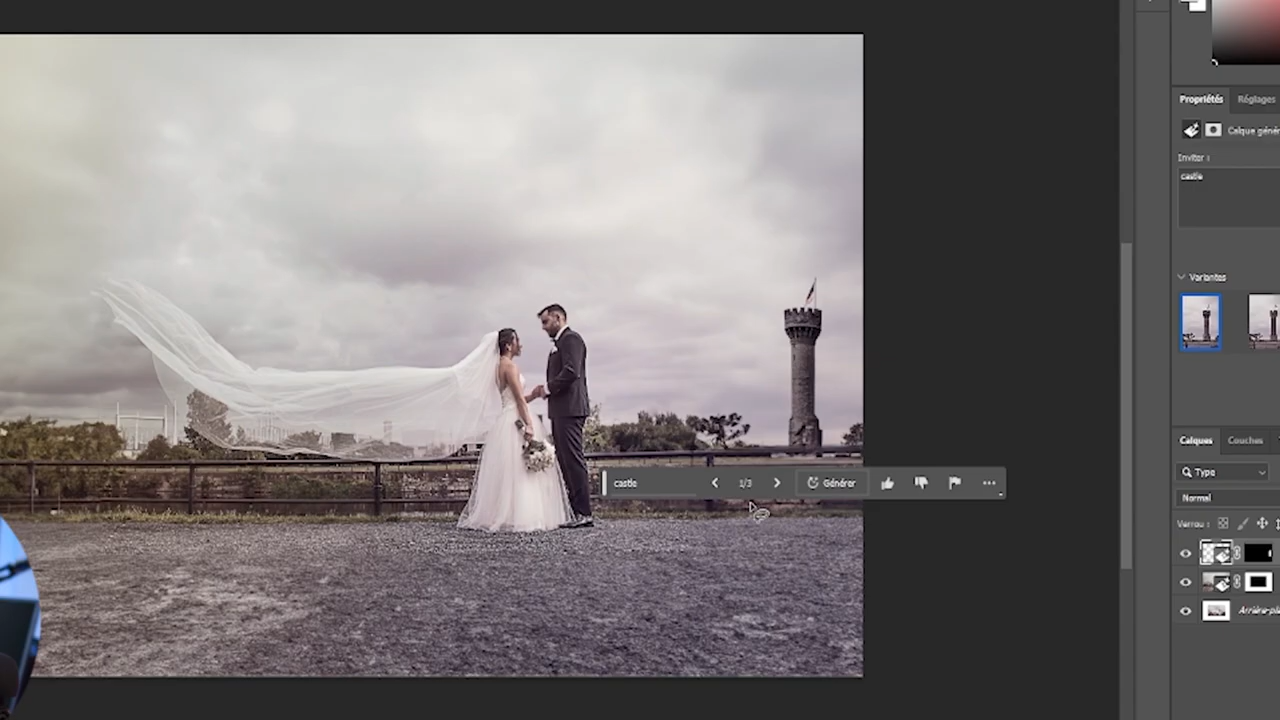 Propriétés Réglages
Calque géné
Inviter :
castle
Variantes
castle 1/3 Générer
Calques Couches
Type
Normal
Verrou :
Arrière-pla